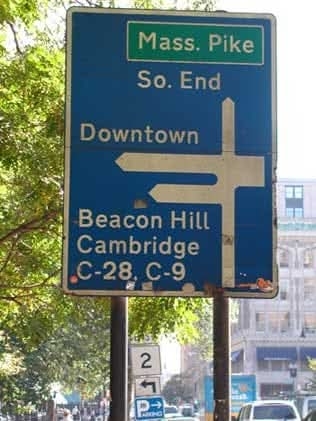 Mass. Pike
So. End
Downtown
Beacon Hill
Cambridge
C-28, C-9
2
P
PARKING